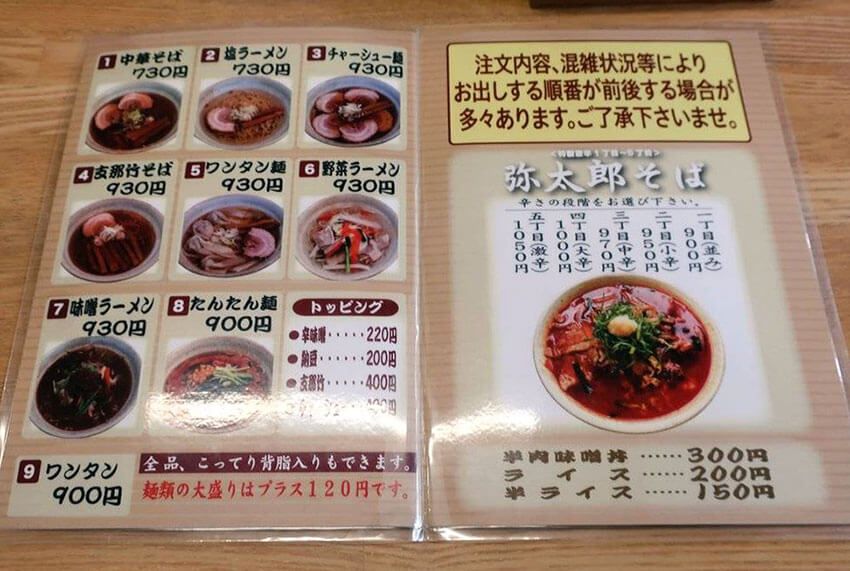 1 中華そば
730円
2 塩ラーメン
730円
3 チャーシュー麺
930円
4 支那竹そば
930円
5 ワンタン麺
930円
6 野菜ラーメン
930円
7 味噌ラーメン
930円
8 たんたん麺
900円
トッピング
●辛味噌・・・・・220円
●納豆・・・・・200円
●支那竹・・・・・400円
9 ワンタン
900円
全品、こってり背脂入りもできます。
麺類の大盛りはプラス120円です。
注文内容、混雑状況等により
お出しする順番が前後する場合が
多々あります。ご了承下さいませ。
弥太郎そば
辛さの段階をお選び下さい。
一丁目(並み)
900円
二丁目(小辛)
950円
三丁目(中辛)
970円
四丁目(大辛)
1000円
五丁目(激辛)
1050円
半肉味噌丼……300円
ライス……200円
半ライス……150円